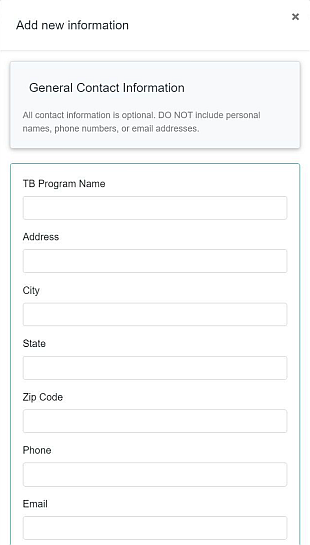 Add new information
×
General Contact Information
All contact information is optional. DO NOT include personal
names, phone numbers, or email addresses.
TB Program Name
Address
City
State
Zip Code
Phone
Email